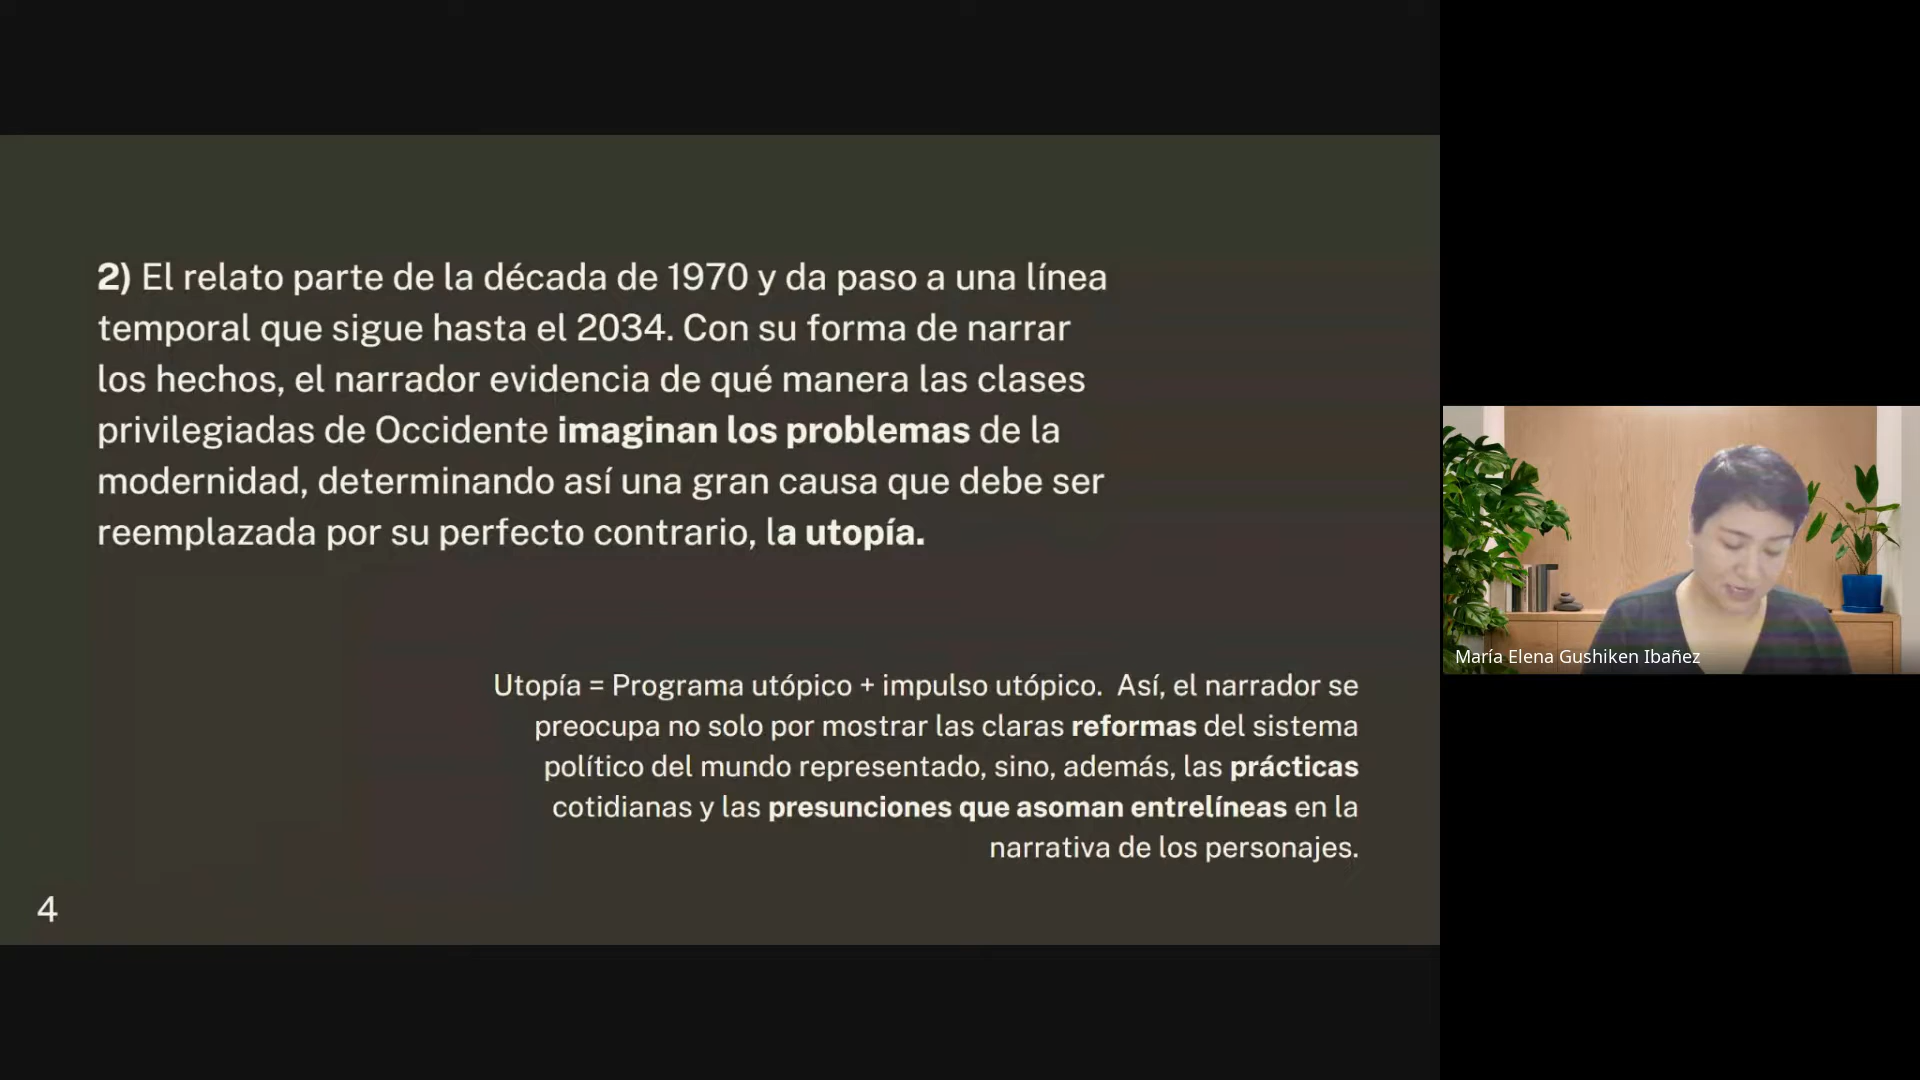 2) El relato parte de la década de 1970 y da paso a una línea
temporal que sigue hasta el 2034. Con su forma de narrar
los hechos, el narrador evidencia de qué manera las clases
privilegiadas de Occidente imaginan los problemas de la
modernidad, determinando así una gran causa que debe ser
reemplazada por su perfecto contrario, la utopía.
Utopía = Programa utópico + impulso utópico. Así, el narrador se
preocupa no solo por mostrar las claras reformas del sistema
político del mundo representado, sino, además, las prácticas
cotidianas y las presunciones que asoman entrelíneas en la
narrativa de los personajes.
4
María Elena Gushiken Ibañez